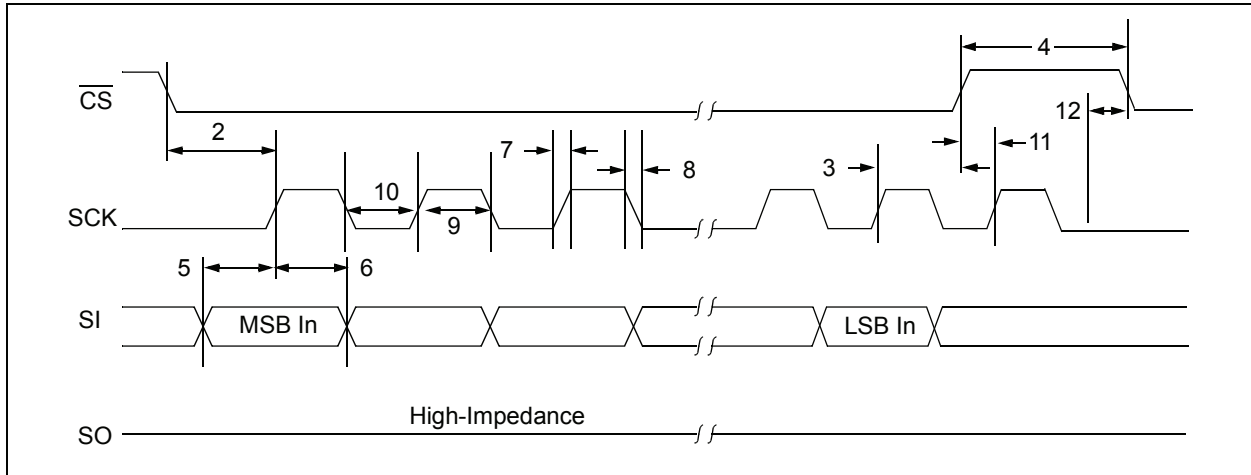 4
CS
12
2
7
11
3
8
10
SCK
9
5
6
SI
MSB In
LSB In
High-Impedance
SO